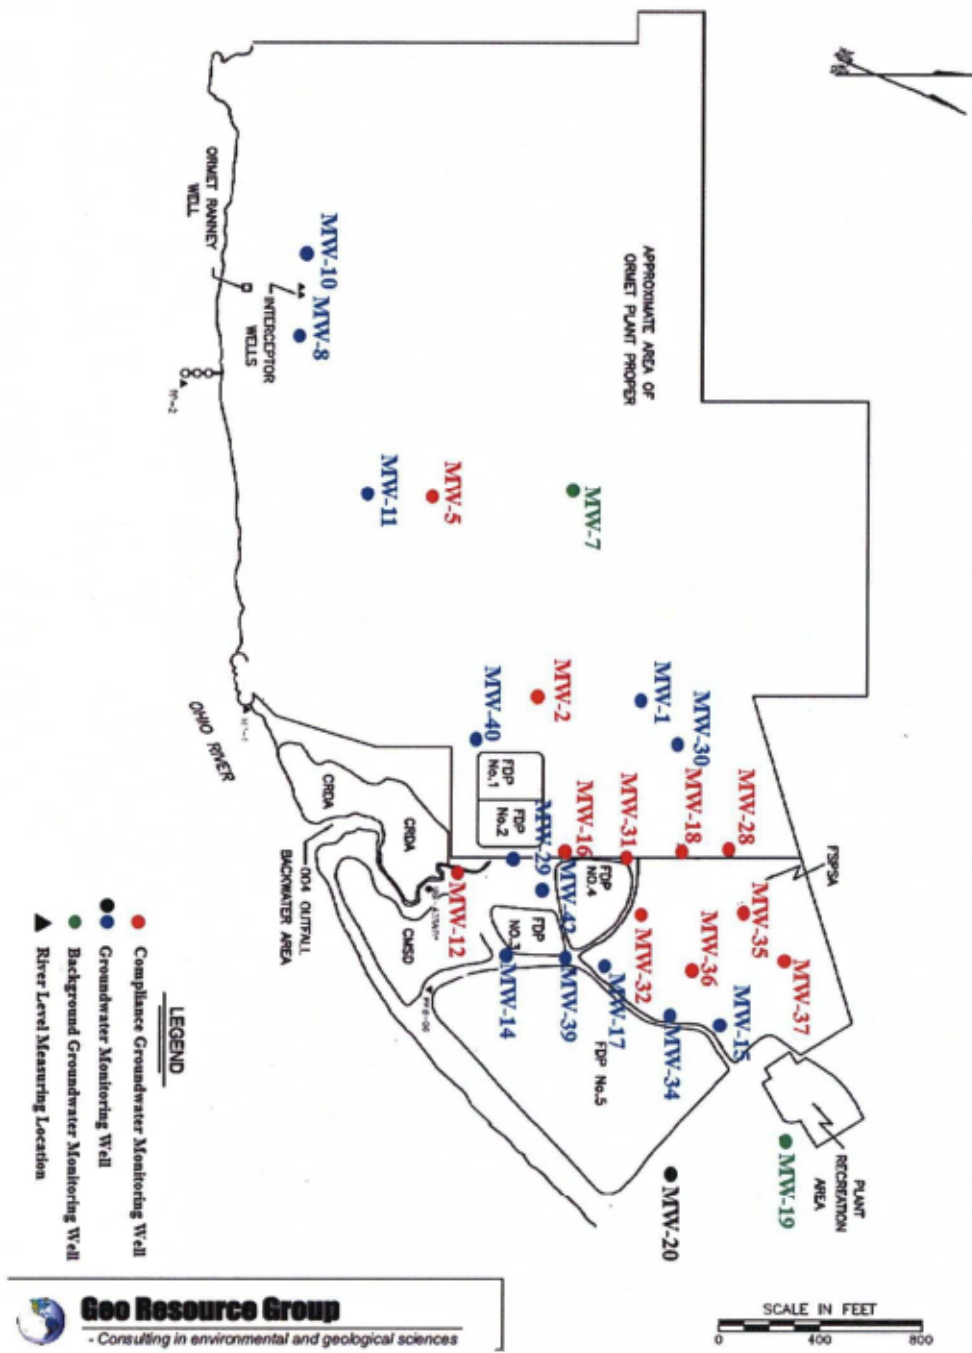 ORMET RANNEY
WELL
MW-10
MW-8
INTERCEPTOR
WELLS
APPROXIMATE AREA OF
ORMET PLANT PROPER
MW-11
MW-5
MW-7
MW-40
MW-2
MW-1
MW-30
OHIO RIVER
CRDA
CRDA
FDP
No.1
FDP
No.2
MW-29
MW-16
MW-31
MW-18
MW-28
FSPSA
004 OUTFALL
BACKWATER AREA
CMSD
MW-12
MW-42
FDP
NO.4
FDP
NO.3
MW-14
MW-39
MW-17
MW-32
MW-36
MW-35
MW-37
MW-34
MW-15
FDP No.5
PLANT
RECREATION
AREA
MW-19
MW-20
LEGEND
Compliance Groundwater Monitoring Well
Groundwater Monitoring Well
Background Groundwater Monitoring Well
River Level Measuring Location
Geo Resource Group
- Consulting in environmental and geological sciences
SCALE IN FEET
0 400 800